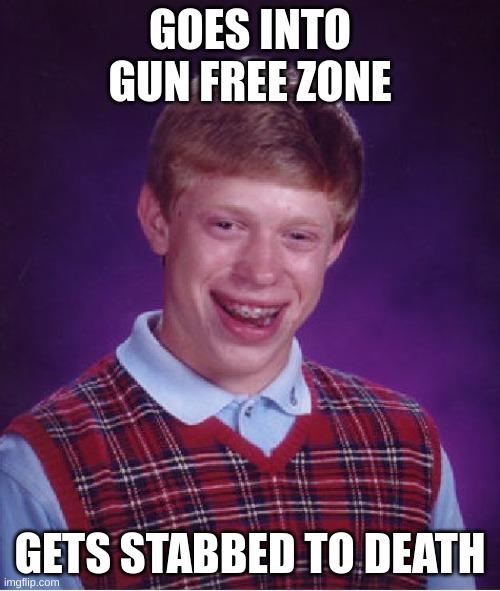 GOES INTO
GUN FREE ZONE
GETS STABBED TO DEATH
imgflip.com